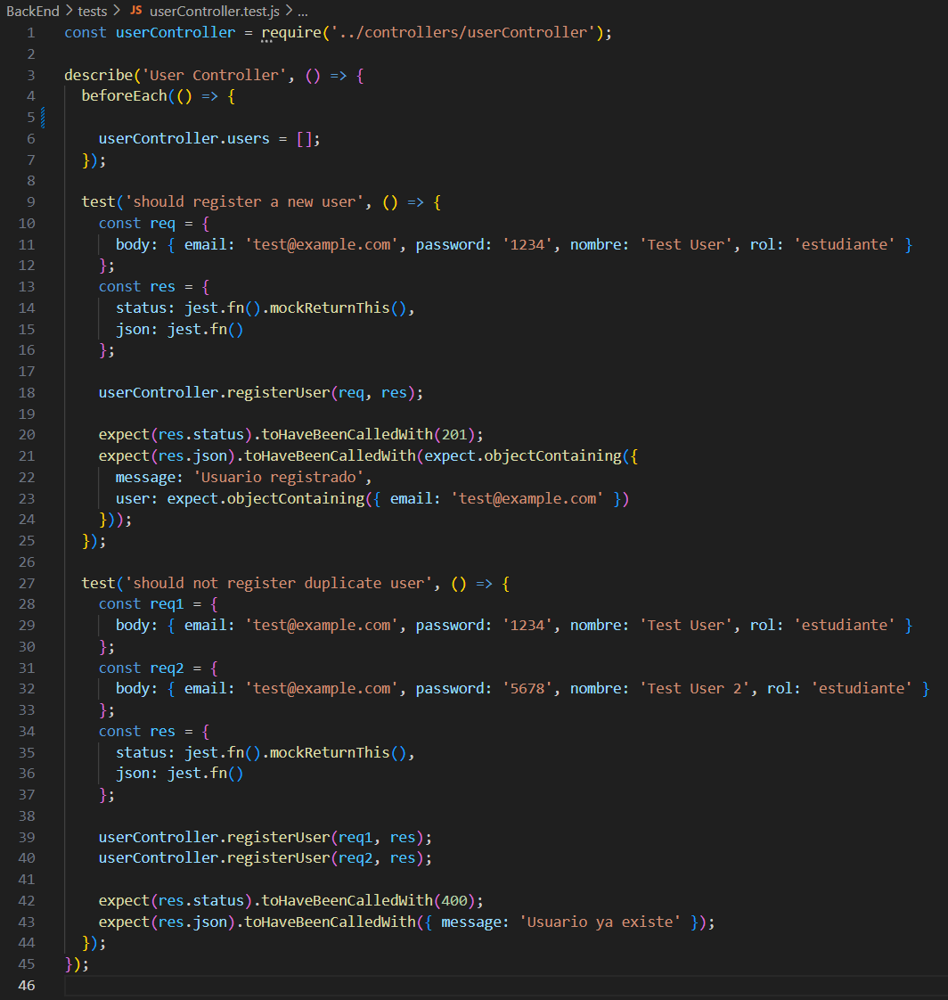 BackEnd > tests > JS userController.test.js > ...
1 const userController = require('../controllers/userController');
2
3 describe('User Controller', () => {
4   beforeEach(() => {
5
6     userController.users = [];
7   });
8
9   test('should register a new user', () => {
10     const req = {
11       body: { email: 'test@example.com', password: '1234', nombre: 'Test User', rol: 'estudiante' }
12     };
13     const res = {
14       status: jest.fn().mockReturnThis(),
15       json: jest.fn()
16     };
17
18     userController.registerUser(req, res);
19
20     expect(res.status).toHaveBeenCalledWith(201);
21     expect(res.json).toHaveBeenCalledWith(expect.objectContaining({
22       message: 'Usuario registrado',
23       user: expect.objectContaining({ email: 'test@example.com' })
24     }));
25   });
26
27   test('should not register duplicate user', () => {
28     const req1 = {
29       body: { email: 'test@example.com', password: '1234', nombre: 'Test User', rol: 'estudiante' }
30     };
31     const req2 = {
32       body: { email: 'test@example.com', password: '5678', nombre: 'Test User 2', rol: 'estudiante' }
33     };
34     const res = {
35       status: jest.fn().mockReturnThis(),
36       json: jest.fn()
37     };
38
39     userController.registerUser(req1, res);
40     userController.registerUser(req2, res);
41
42     expect(res.status).toHaveBeenCalledWith(400);
43     expect(res.json).toHaveBeenCalledWith({ message: 'Usuario ya existe' });
44   });
45 });
46